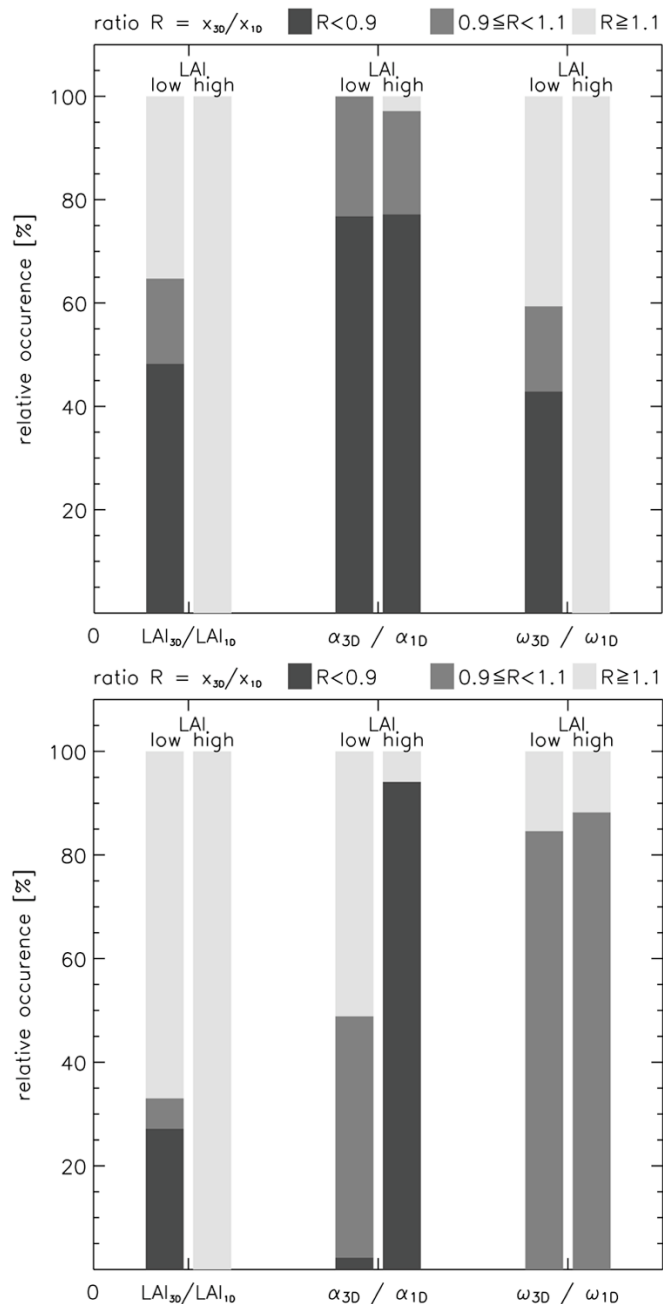 ratio R = x₃D/x₁D R<0.9 0.9≦R<1.1 R≧1.1
LAI LAI LAI
low high low high low high
100
80
60
40
20
0
relative occurence [%]
LAI₃D/LAI₁D α₃D / α₁D ω₃D / ω₁D
ratio R = x₃D/x₁D R<0.9 0.9≦R<1.1 R≧1.1
LAI LAI LAI
low high low high low high
100
80
60
40
20
0
relative occurence [%]
LAI₃D/LAI₁D α₃D / α₁D ω₃D / ω₁D